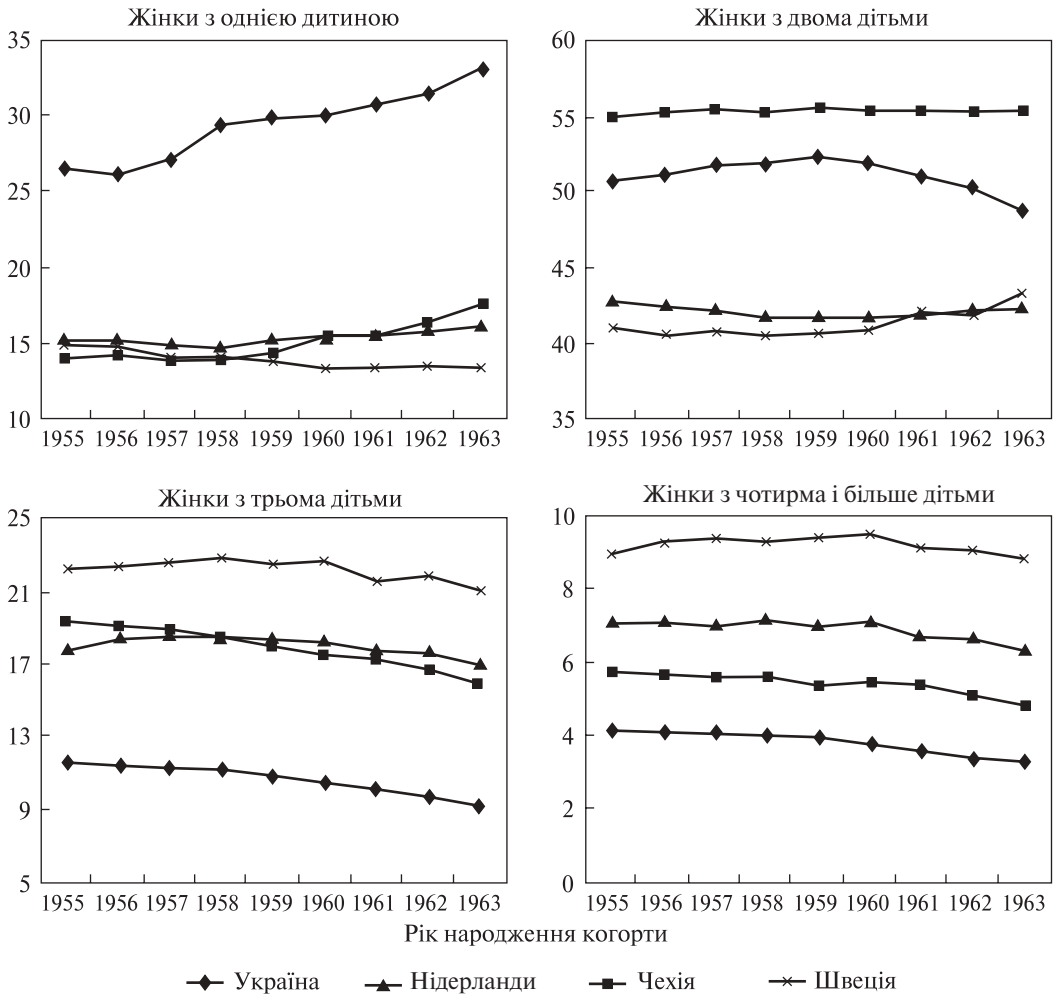 Жінки з однією дитиною
35
30
25
20
15
10
1955 1956 1957 1958 1959 1960 1961 1962 1963
Жінки з двома дітьми
60
55
50
45
40
35
1955 1956 1957 1958 1959 1960 1961 1962 1963
Жінки з трьома дітьми
25
21
17
13
9
5
1955 1956 1957 1958 1959 1960 1961 1962 1963
Жінки з чотирма і більше дітьми
10
8
6
4
2
0
1955 1956 1957 1958 1959 1960 1961 1962 1963
Рік народження когорти
Україна Нідерланди Чехія Швеція